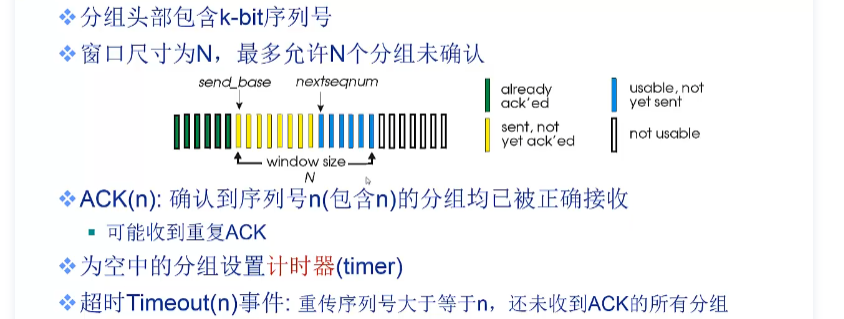 ❖分组头部包含k-bit序列号
❖窗口尺寸为N，最多允许N个分组未确认
send_base nextseqnum
already ack'ed
usable, not yet sent
sent, not yet ack'ed
not usable
window size
N
❖ACK(n): 确认到序列号n(包含n)的分组均已被正确接收
▪ 可能收到重复ACK
❖为空中的分组设置计时器(timer)
❖超时Timeout(n)事件: 重传序列号大于等于n，还未收到ACK的所有分组